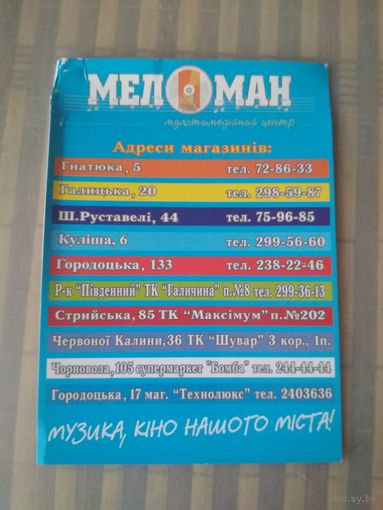 МЕЛОМАН
мультимедійний центр
Адреси магазинів:
Гнатюка, 5 тел. 72-86-33
Галицька, 20 тел. 298-59-87
Ш.Руставелі, 44 тел. 75-96-85
Куліша, 6 тел. 299-56-60
Городоцька, 133 тел. 238-22-46
Р-к "Південний" ТК "Галичина" п.№8 тел. 299-36-13
Стрийська, 85 ТК "Максімум" п.№202
Червоної Калини,36 ТК "Шувар" 3 кор., 1п.
Чорновола, 105 супермаркет "Бомба" тел. 244-44-44
Городоцька, 17 маг. "Технолюкс" тел. 2403636
МУЗИКА, КІНО НАШОГО МІСТА!
www.ay.by